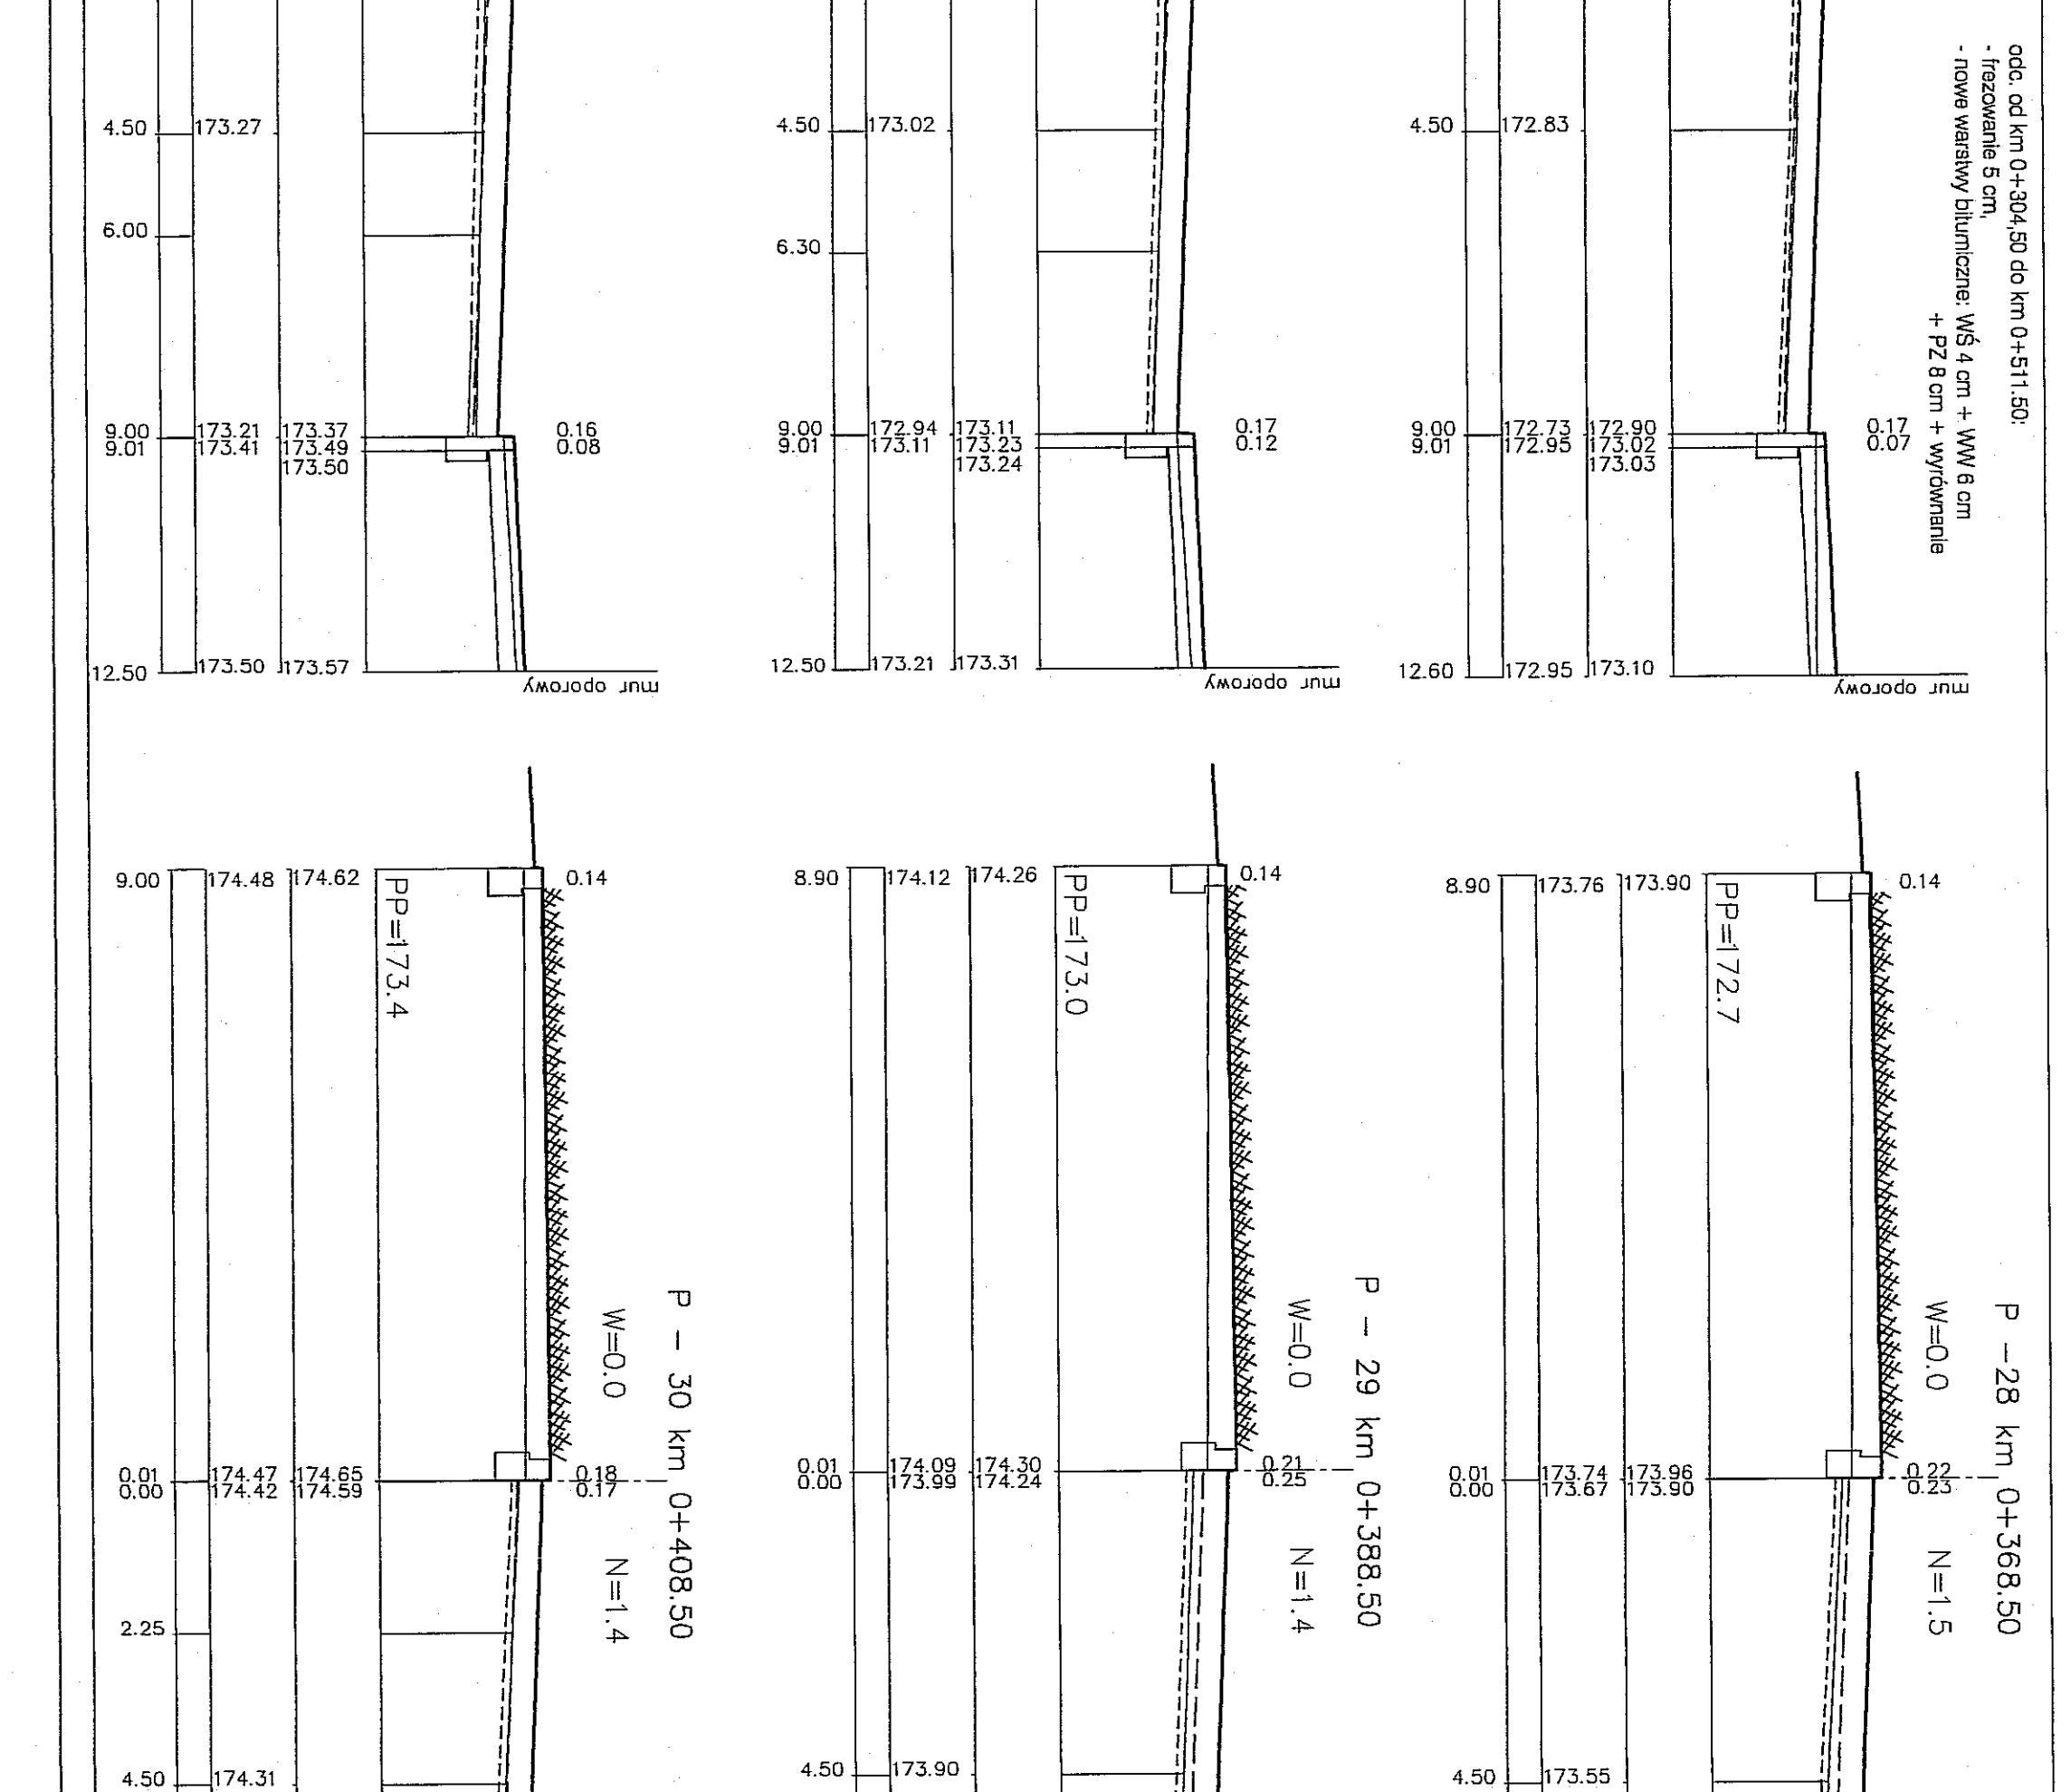 odc. od km 0+304,50 do km 0+511.50:
- frezowanie 5 cm,
- nowe warstwy bitumiczne: WŚ 4 cm + WW 6 cm
+ PZ 8 cm + wyrównanie
4.50 173.27
6.00
9.00 173.21 173.37 0.16
9.01 173.41 173.49 0.08
173.50
12.50 173.50 173.57
mur oporowy
4.50 173.02
6.30
9.00 172.94 173.11 0.17
9.01 173.11 173.23 0.12
173.24
12.50 173.21 173.31
mur oporowy
4.50 172.83
9.00 172.73 172.90 0.17
9.01 172.95 173.02 0.07
173.03
12.60 172.95 173.10
mur oporowy
P - 30 km 0+408.50
W=0.0 N=1.4
PP=173.4
9.00 174.48 174.62 0.14
0.01 174.47 174.65 0.18
0.00 174.42 174.59 0.17
2.25
4.50 174.31
P - 29 km 0+388.50
W=0.0 N=1.4
PP=173.0
8.90 174.12 174.26 0.14
0.01 174.09 174.30 0.21
0.00 173.99 174.24 0.25
4.50 173.90
P -28 km 0+368.50
W=0.0 N=1.5
PP=172.7
8.90 173.76 173.90 0.14
0.01 173.74 173.96 0.22
0.00 173.67 173.90 0.23
4.50 173.55